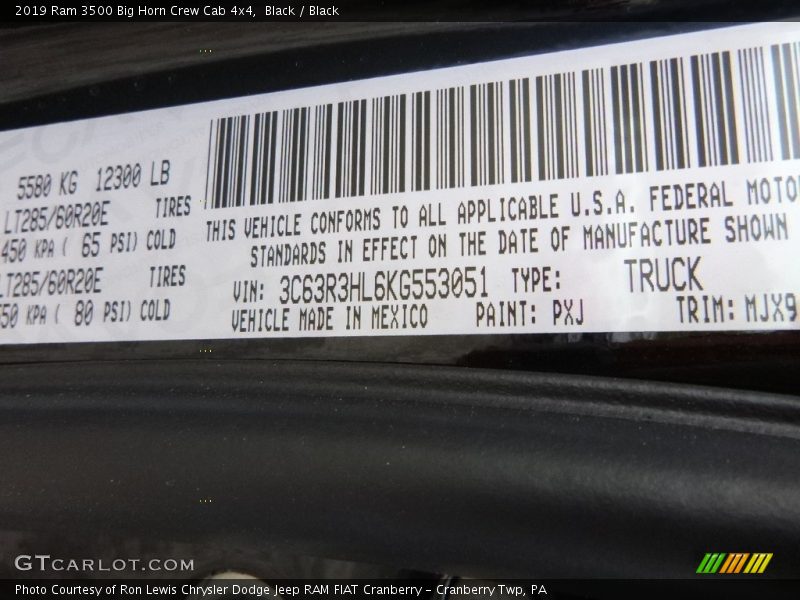 2019 Ram 3500 Big Horn Crew Cab 4x4, Black / Black
5580 KG 12300 LB
LT285/60R20E TIRES
450 KPA ( 65 PSI) COLD
LT285/60R20E TIRES
50 KPA ( 80 PSI) COLD
THIS VEHICLE CONFORMS TO ALL APPLICABLE U.S.A. FEDERAL MOTO
STANDARDS IN EFFECT ON THE DATE OF MANUFACTURE SHOWN
VIN: 3C63R3HL6KG553051 TYPE: TRUCK
VEHICLE MADE IN MEXICO PAINT: PXJ TRIM: MJX9
GTCARLOT.COM
Photo Courtesy of Ron Lewis Chrysler Dodge Jeep RAM FIAT Cranberry – Cranberry Twp, PA